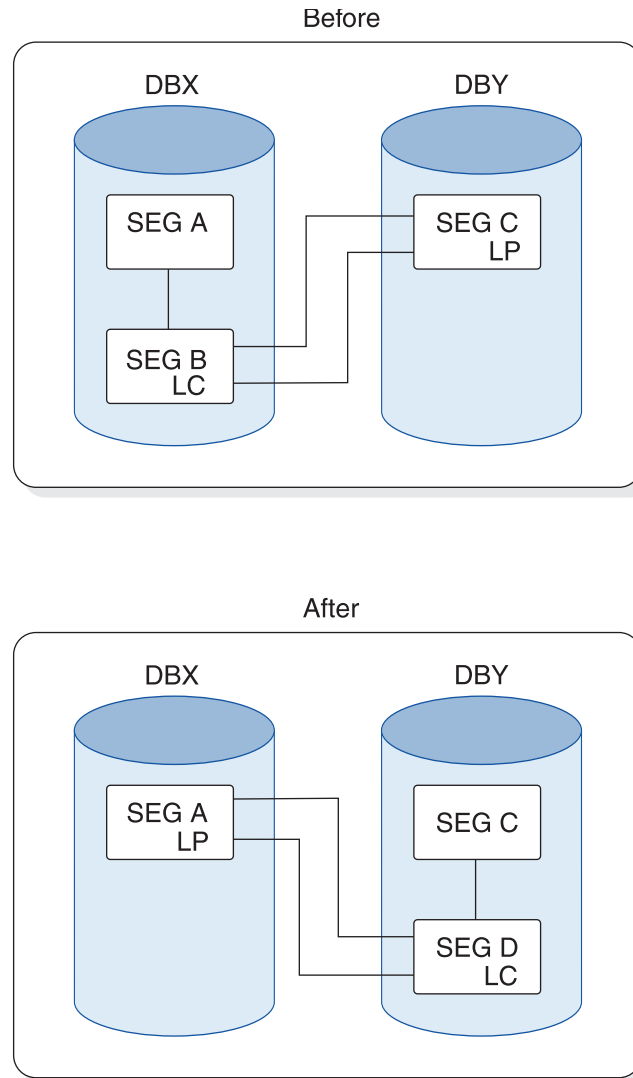 Before
DBX
DBY
SEG A
SEG C
LP
SEG B
LC
After
DBX
DBY
SEG A
LP
SEG C
SEG D
LC